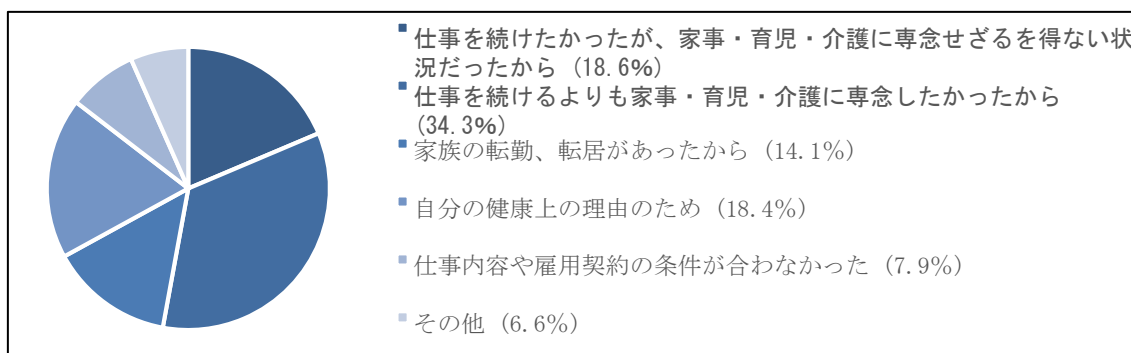 仕事を続けたかったが、家事・育児・介護に専念せざるを得ない状
況だったから (18.6%)
仕事を続けるよりも家事・育児・介護に専念したかったから
(34.3%)
家族の転勤、転居があったから (14.1%)
自分の健康上の理由のため (18.4%)
仕事内容や雇用契約の条件が合わなかった (7.9%)
その他 (6.6%)